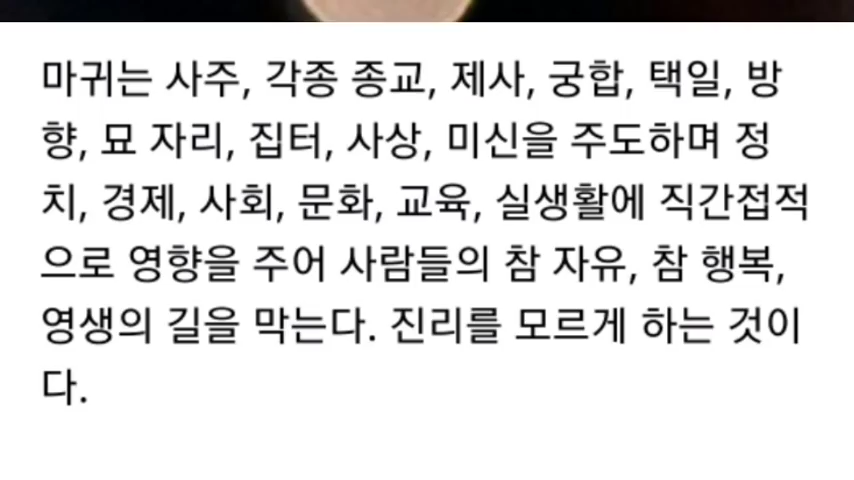 마귀는 사주, 각종 종교, 제사, 궁합, 택일, 방
향, 묘 자리, 집터, 사상, 미신을 주도하며 정
치, 경제, 사회, 문화, 교육, 실생활에 직간접적
으로 영향을 주어 사람들의 참 자유, 참 행복,
영생의 길을 막는다. 진리를 모르게 하는 것이
다.